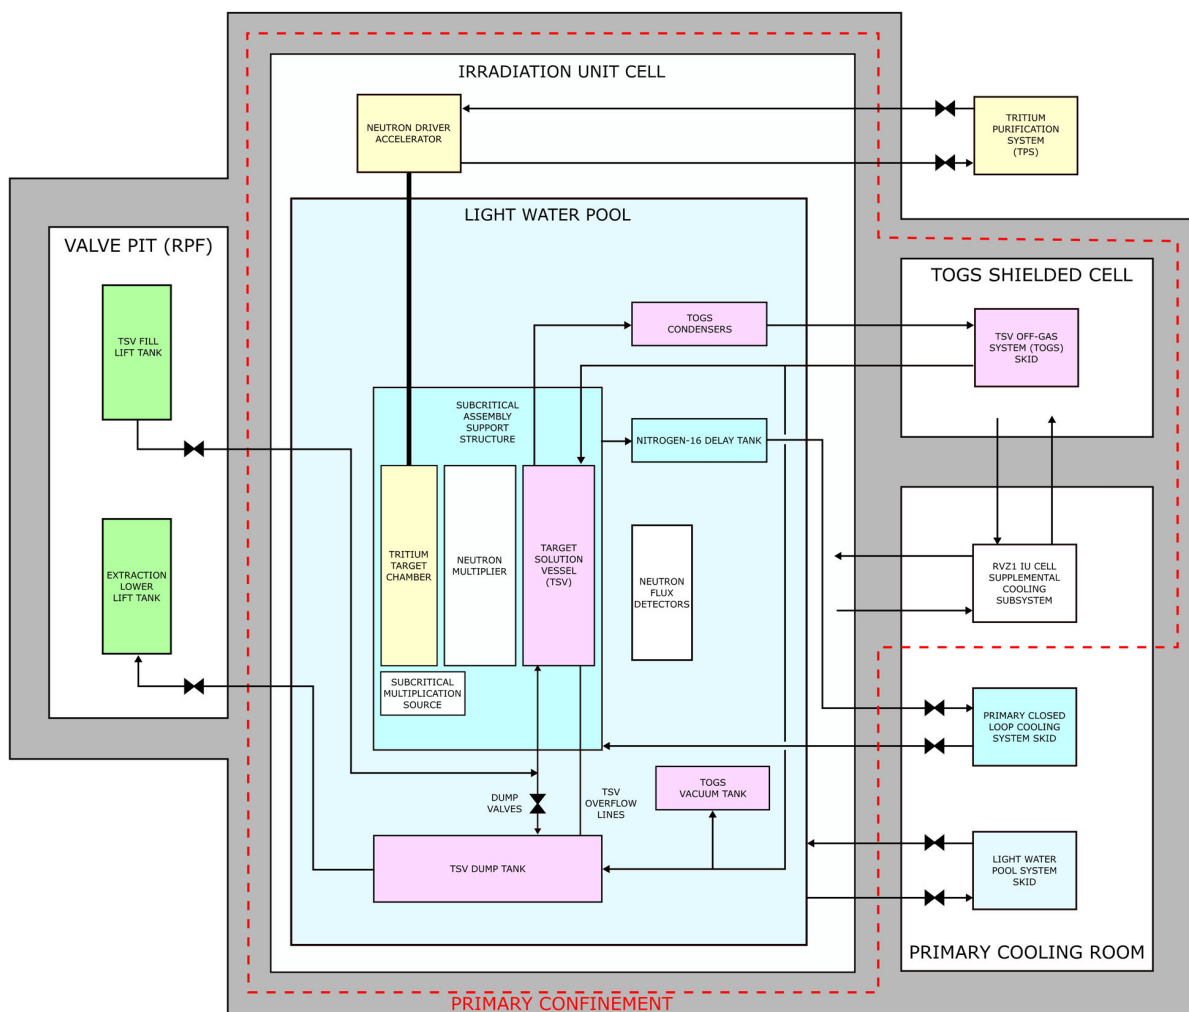 IRRADIATION UNIT CELL
NEUTRON DRIVER
ACCELERATOR
TRITIUM
PURIFICATION
SYSTEM
(TPS)
LIGHT WATER POOL
VALVE PIT (RPF)
TSV FILL
LIFT TANK
EXTRACTION
LOWER
LIFT TANK
TOGS
CONDENSERS
TOGS SHIELDED CELL
TSV OFF-GAS
SYSTEM (TOGS)
SKID
SUBCRITICAL
ASSEMBLY
SUPPORT
STRUCTURE
NITROGEN-16 DELAY TANK
TRITIUM
TARGET
CHAMBER
NEUTRON
MULTIPLIER
TARGET
SOLUTION
VESSEL
(TSV)
NEUTRON
FLUX
DETECTORS
RVZ1 IU CELL
SUPPLEMENTAL
COOLING
SUBSYSTEM
SUBCRITICAL
MULTIPLICATION
SOURCE
PRIMARY CLOSED
LOOP COOLING
SYSTEM SKID
DUMP
VALVES
TSV
OVERFLOW
LINES
TOGS
VACUUM TANK
TSV DUMP TANK
LIGHT WATER
POOL SYSTEM
SKID
PRIMARY COOLING ROOM
PRIMARY CONFINEMENT